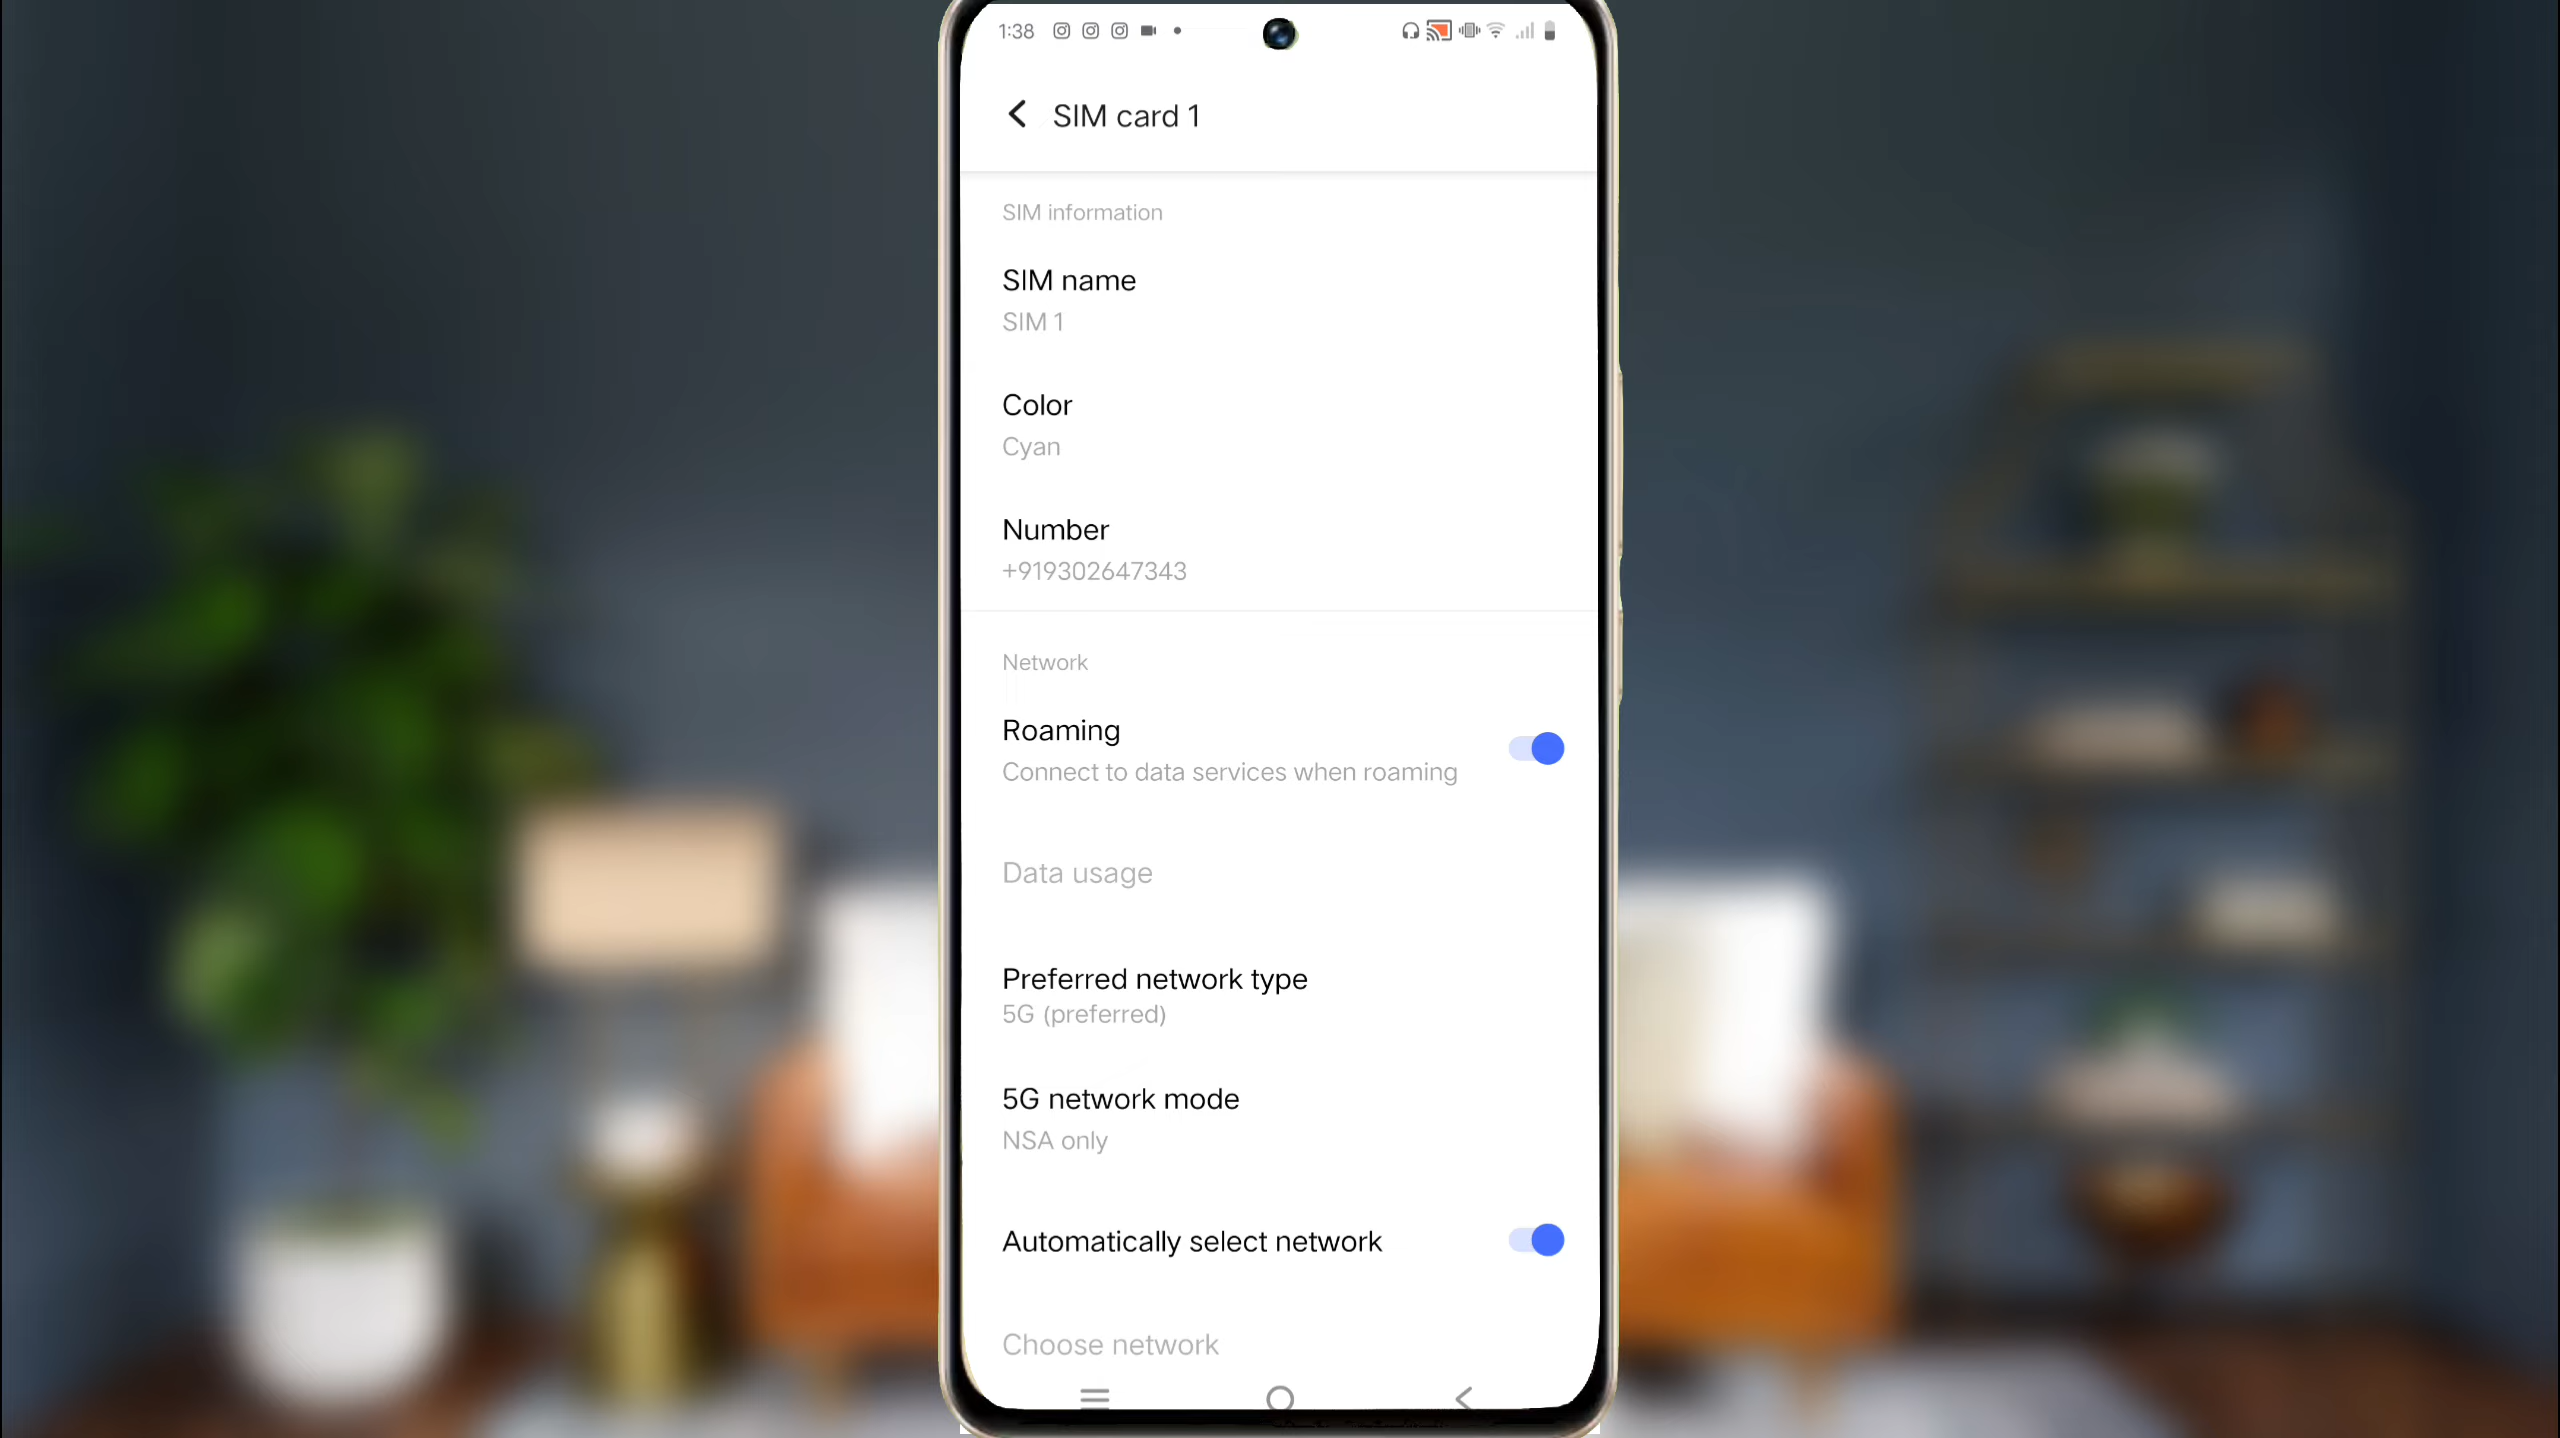 1:38
SIM card 1
SIM information
SIM name
SIM 1
Color
Cyan
Number
+919302647343
Network
Roaming
Connect to data services when roaming
Data usage
Preferred network type
5G (preferred)
5G network mode
NSA only
Automatically select network
Choose network